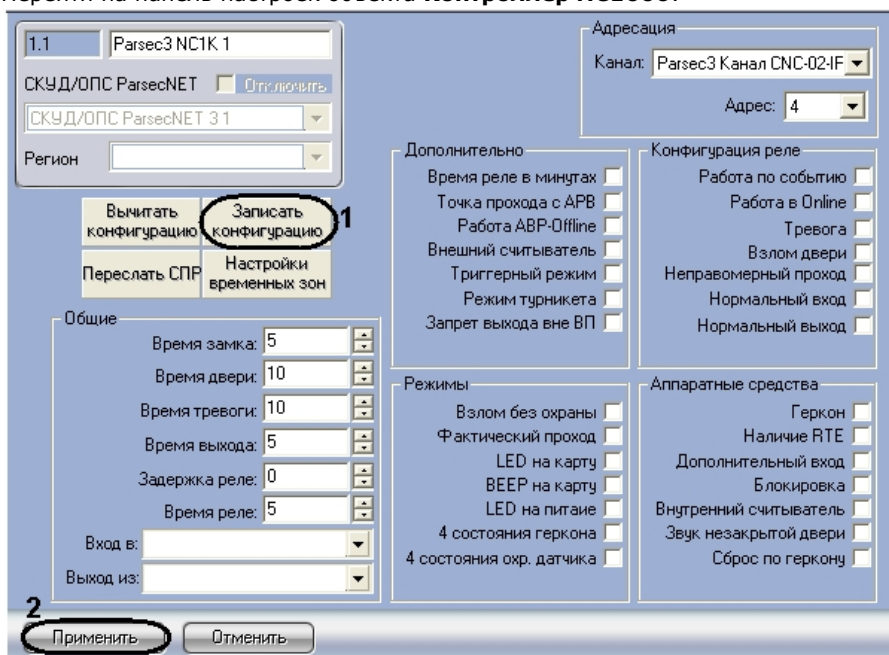 Перейти на панель настроек объекта Контроллер NC1000.
1.1 Parsec3 NC1K 1
СКУД/ОПС ParsecNET Отключить
СКУД/ОПС ParsecNET 3 1
Регион
Адресация
Канал: Parsec3 Канал CNC-02-IF
Адрес: 4
Вычитать конфигурацию
Записать конфигурацию
1
Переслать СПР
Настройки временных зон
Общие
Время замка: 5
Время двери: 10
Время тревоги: 10
Время выхода: 5
Задержка реле: 0
Время реле: 5
Вход в:
Выход из:
Дополнительно
Время реле в минутах
Точка прохода с APB
Работа ABP-Offline
Внешний считыватель
Триггерный режим
Режим турникета
Запрет выхода вне ВП
Конфигурация реле
Работа по событию
Работа в Online
Тревога
Взлом двери
Неправомерный проход
Нормальный вход
Нормальный выход
Режимы
Взлом без охраны
Фактический проход
LED на карту
BEEP на карту
LED на питаие
4 состояния геркона
4 состояния охр. датчика
Аппаратные средства
Геркон
Наличие RTE
Дополнительный вход
Блокировка
Внутренний считыватель
Звук незакрытой двери
Сброс по геркону
2
Применить
Отменить